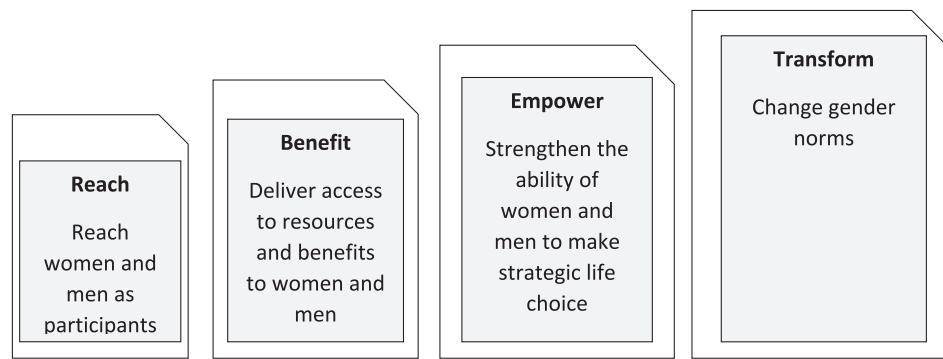 Reach
Reach
women and
men as
participants
Benefit
Deliver access
to resources
and benefits
to women and
men
Empower
Strengthen the
ability of
women and
men to make
strategic life
choice
Transform
Change gender
norms